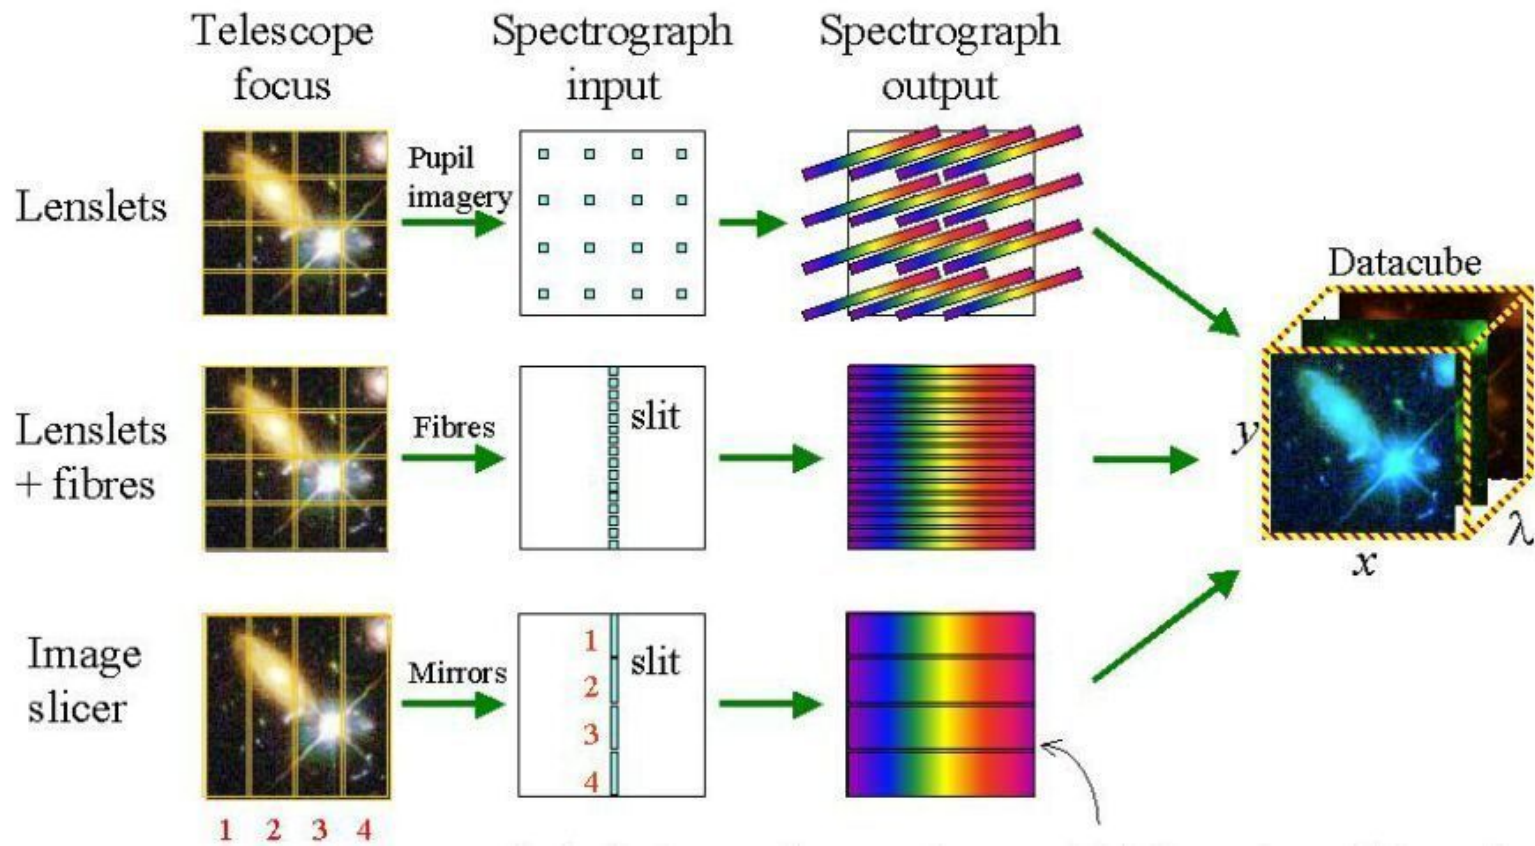 Telescope focus
Spectrograph input
Spectrograph output
Lenslets
Pupil imagery
Datacube
Lenslets + fibres
Fibres
slit
y
x
λ
Image slicer
Mirrors
1
2
3
4
slit
1 2 3 4